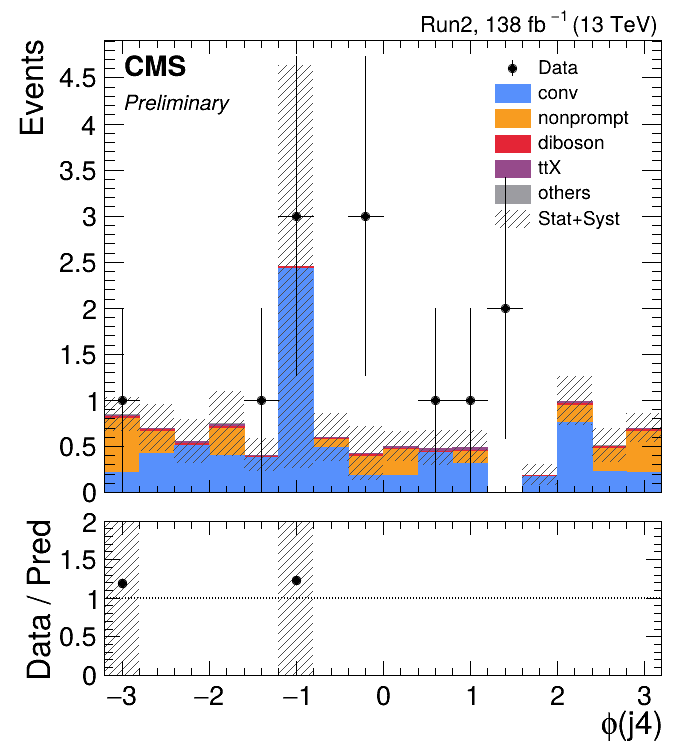 Run2, 138 fb⁻¹ (13 TeV)
Events
CMS
Preliminary
Data
conv
nonprompt
diboson
ttX
others
Stat+Syst
4.5
4
3.5
3
2.5
2
1.5
1
0.5
0
Data / Pred
2
1.5
1
0.5
0
−3 −2 −1 0 1 2 3
ϕ(j4)